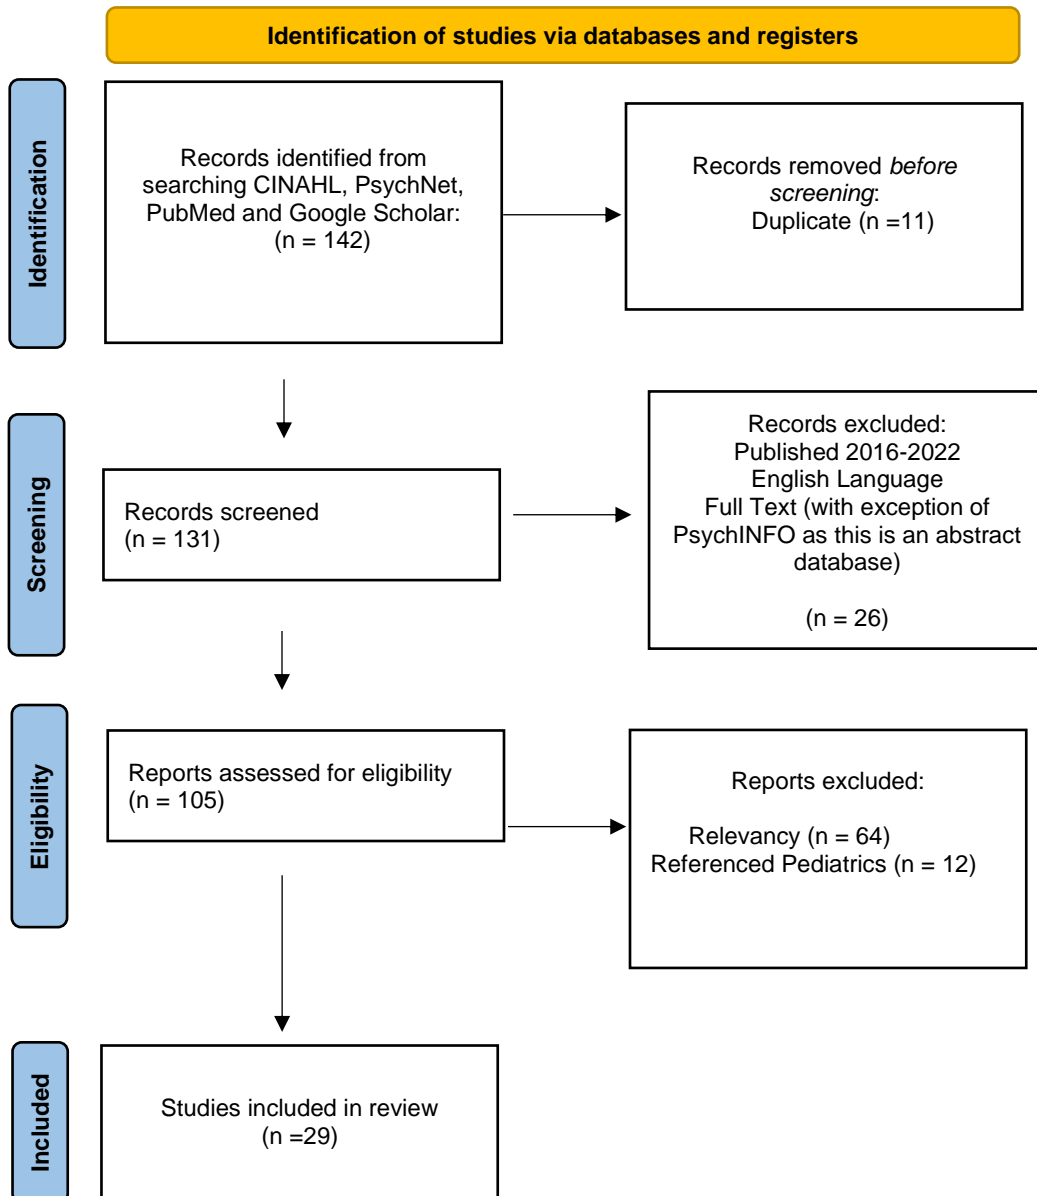 Identification of studies via databases and registers
Identification
Records identified from
searching CINAHL, PsychNet,
PubMed and Google Scholar:
(n = 142)
Records removed before
screening:
Duplicate (n =11)
Screening
Records screened
(n = 131)
Records excluded:
Published 2016-2022
English Language
Full Text (with exception of
PsychINFO as this is an abstract
database)
(n = 26)
Eligibility
Reports assessed for eligibility
(n = 105)
Reports excluded:
Relevancy (n = 64)
Referenced Pediatrics (n = 12)
Included
Studies included in review
(n =29)